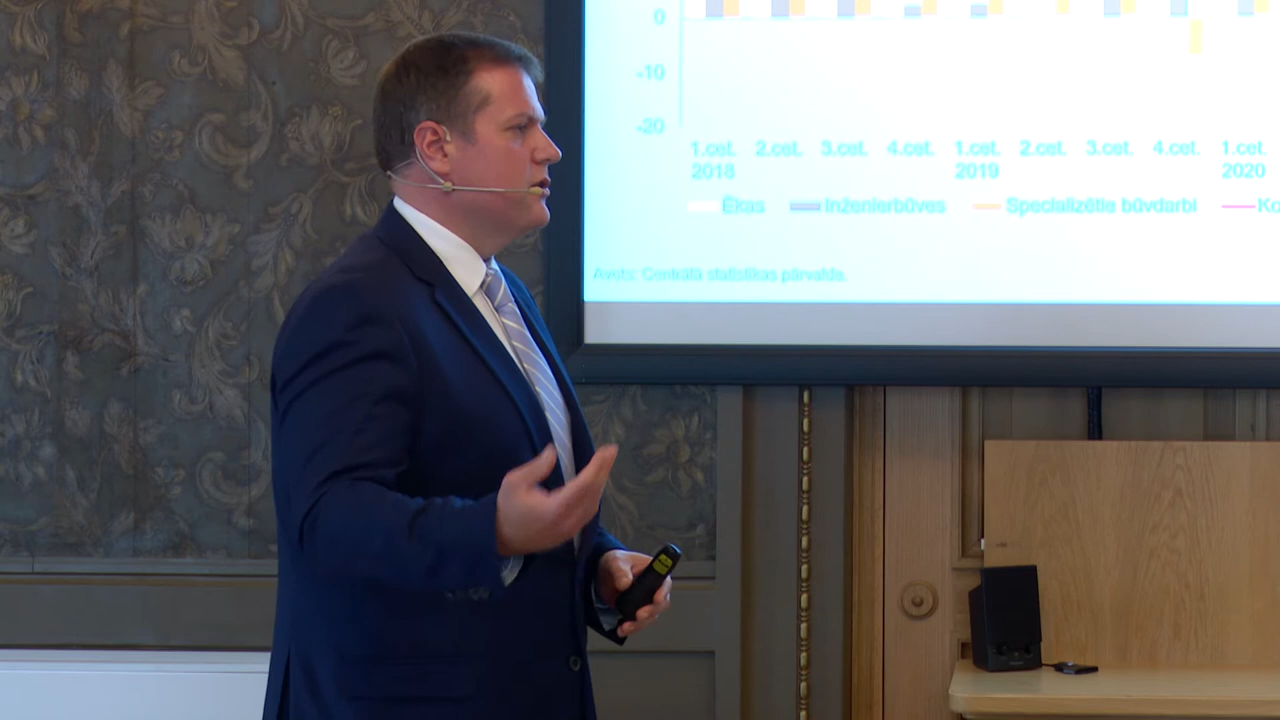 0
-10
-20
1.cet. 2.cet. 3.cet. 4.cet. 1.cet. 2.cet. 3.cet. 4.cet. 1.cet.
2018 2019 2020
Ēkas Inženierbūves Specializētie būvdarbi
Avots: Centrālā statistikas pārvalde.